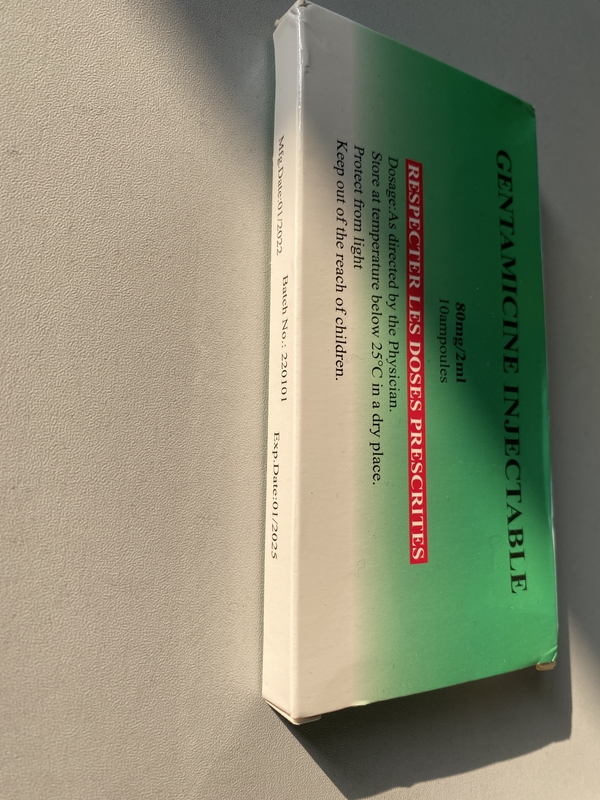 GENTAMICINE INJECTABLE
80mg/2ml
10ampoules
RESPECTER LES DOSES PRESCRITES
Dosage:As directed by the Physician.
Store at temperature below 25°C in a dry place.
Protect from light
Keep out of the reach of children.
Mfg.Date:01/2022 Batch No.: 220101 Exp.Date:01/2025